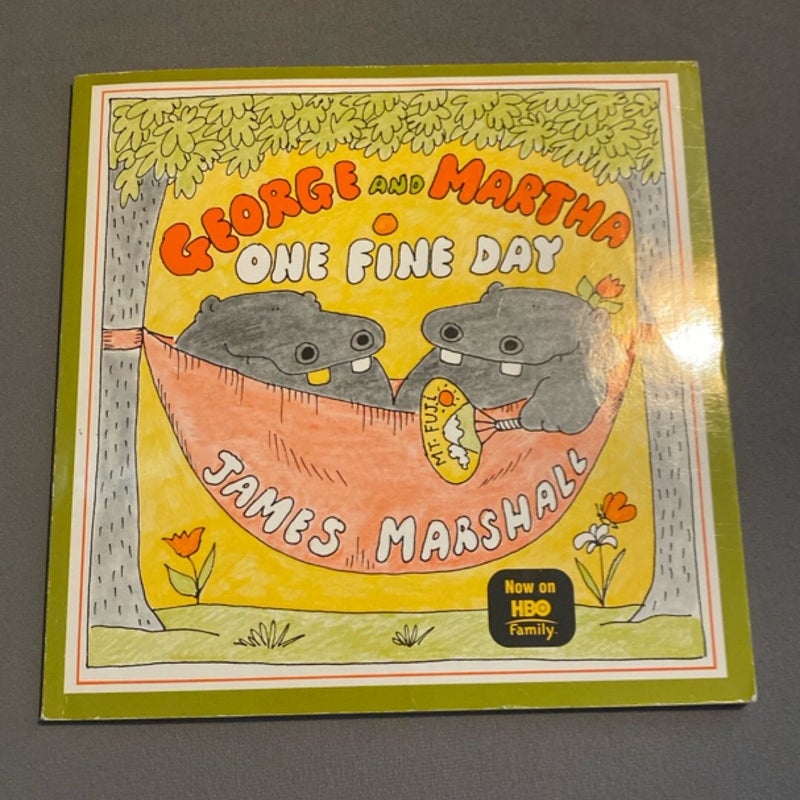 GEORGE AND MARTHA
ONE FINE DAY
MT. FUJI
JAMES MARSHALL
Now on
HBO
Family